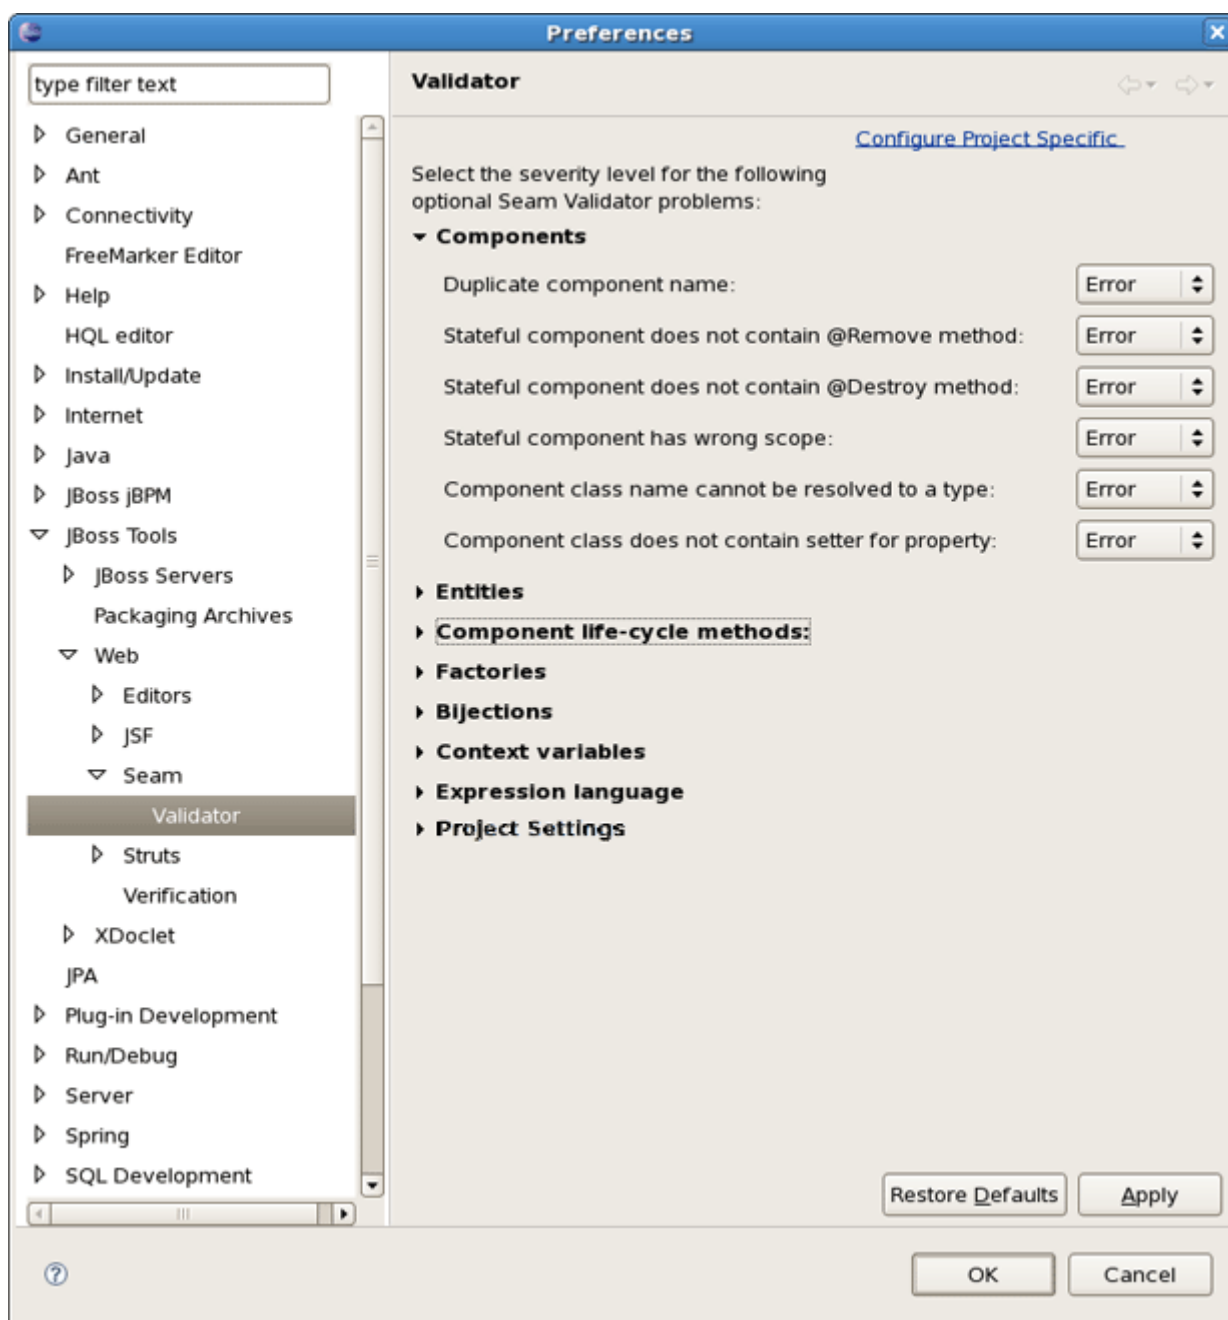 Preferences
type filter text
General
Ant
Connectivity
FreeMarker Editor
Help
HQL editor
Install/Update
Internet
Java
JBoss jBPM
JBoss Tools
JBoss Servers
Packaging Archives
Web
Editors
JSF
Seam
Validator
Struts
Verification
XDoclet
JPA
Plug-in Development
Run/Debug
Server
Spring
SQL Development
Validator
Configure Project Specific
Select the severity level for the following
optional Seam Validator problems:
Components
Duplicate component name: Error
Stateful component does not contain @Remove method: Error
Stateful component does not contain @Destroy method: Error
Stateful component has wrong scope: Error
Component class name cannot be resolved to a type: Error
Component class does not contain setter for property: Error
Entities
Component life-cycle methods:
Factories
Bijections
Context variables
Expression language
Project Settings
Restore Defaults Apply
OK Cancel